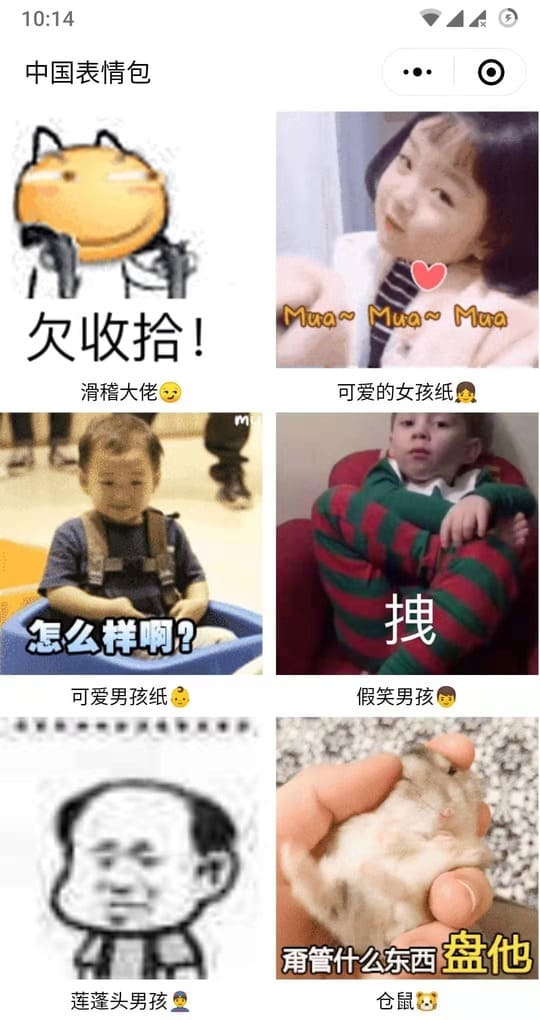 10:14
中国表情包
欠收拾!
Mua~ Mua~ Mua
滑稽大佬😏
可爱的女孩纸👧
怎么样啊?
拽
可爱男孩纸👶
假笑男孩👦
甭管什么东西 盘他
莲蓬头男孩👲
仓鼠🐹